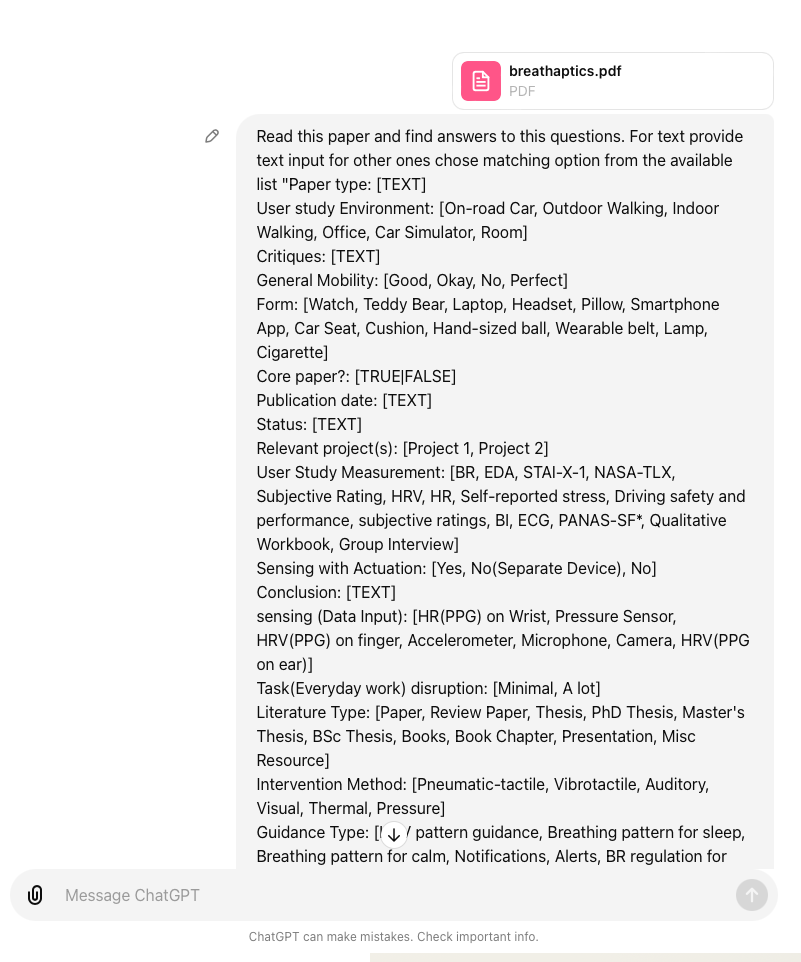 breathaptics.pdf
PDF
Read this paper and find answers to this questions. For text provide
text input for other ones chose matching option from the available
list "Paper type: [TEXT]
User study Environment: [On-road Car, Outdoor Walking, Indoor
Walking, Office, Car Simulator, Room]
Critiques: [TEXT]
General Mobility: [Good, Okay, No, Perfect]
Form: [Watch, Teddy Bear, Laptop, Headset, Pillow, Smartphone
App, Car Seat, Cushion, Hand-sized ball, Wearable belt, Lamp,
Cigarette]
Core paper?: [TRUE|FALSE]
Publication date: [TEXT]
Status: [TEXT]
Relevant project(s): [Project 1, Project 2]
User Study Measurement: [BR, EDA, STAI-X-1, NASA-TLX,
Subjective Rating, HRV, HR, Self-reported stress, Driving safety and
performance, subjective ratings, BI, ECG, PANAS-SF*, Qualitative
Workbook, Group Interview]
Sensing with Actuation: [Yes, No(Separate Device), No]
Conclusion: [TEXT]
sensing (Data Input): [HR(PPG) on Wrist, Pressure Sensor,
HRV(PPG) on finger, Accelerometer, Microphone, Camera, HRV(PPG
on ear)]
Task(Everyday work) disruption: [Minimal, A lot]
Literature Type: [Paper, Review Paper, Thesis, PhD Thesis, Master's
Thesis, BSc Thesis, Books, Book Chapter, Presentation, Misc
Resource]
Intervention Method: [Pneumatic-tactile, Vibrotactile, Auditory,
Visual, Thermal, Pressure]
Guidance Type: [ pattern guidance, Breathing pattern for sleep,
Breathing pattern for calm, Notifications, Alerts, BR regulation for
Message ChatGPT
ChatGPT can make mistakes. Check important info.